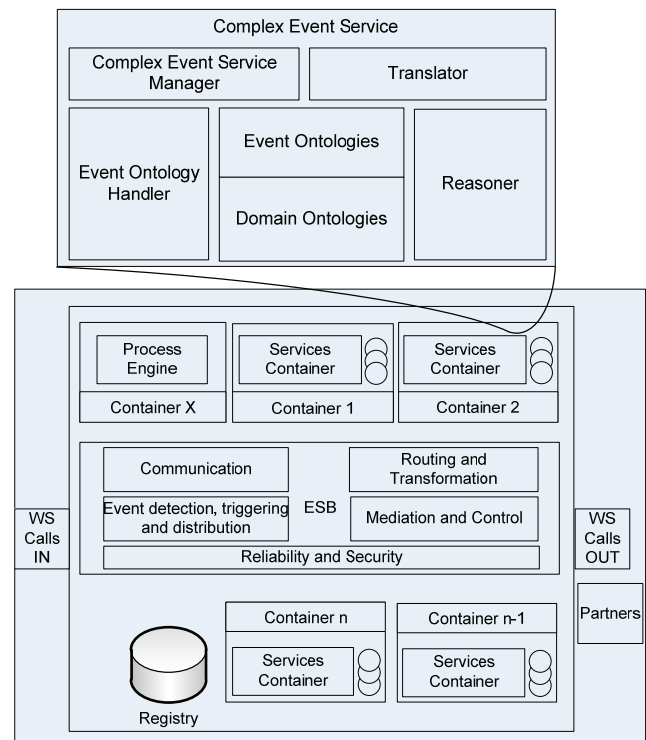 Complex Event Service
Complex Event Service
Manager
Translator
Event Ontology
Handler
Event Ontologies
Domain Ontologies
Reasoner
Process
Engine
Container X
Services
Container
Container 1
Services
Container
Container 2
Communication
Routing and
Transformation
Event detection, triggering
and distribution
ESB
Mediation and Control
Reliability and Security
WS
Calls
IN
WS
Calls
OUT
Partners
Container n
Services
Container
Container n-1
Services
Container
Registry